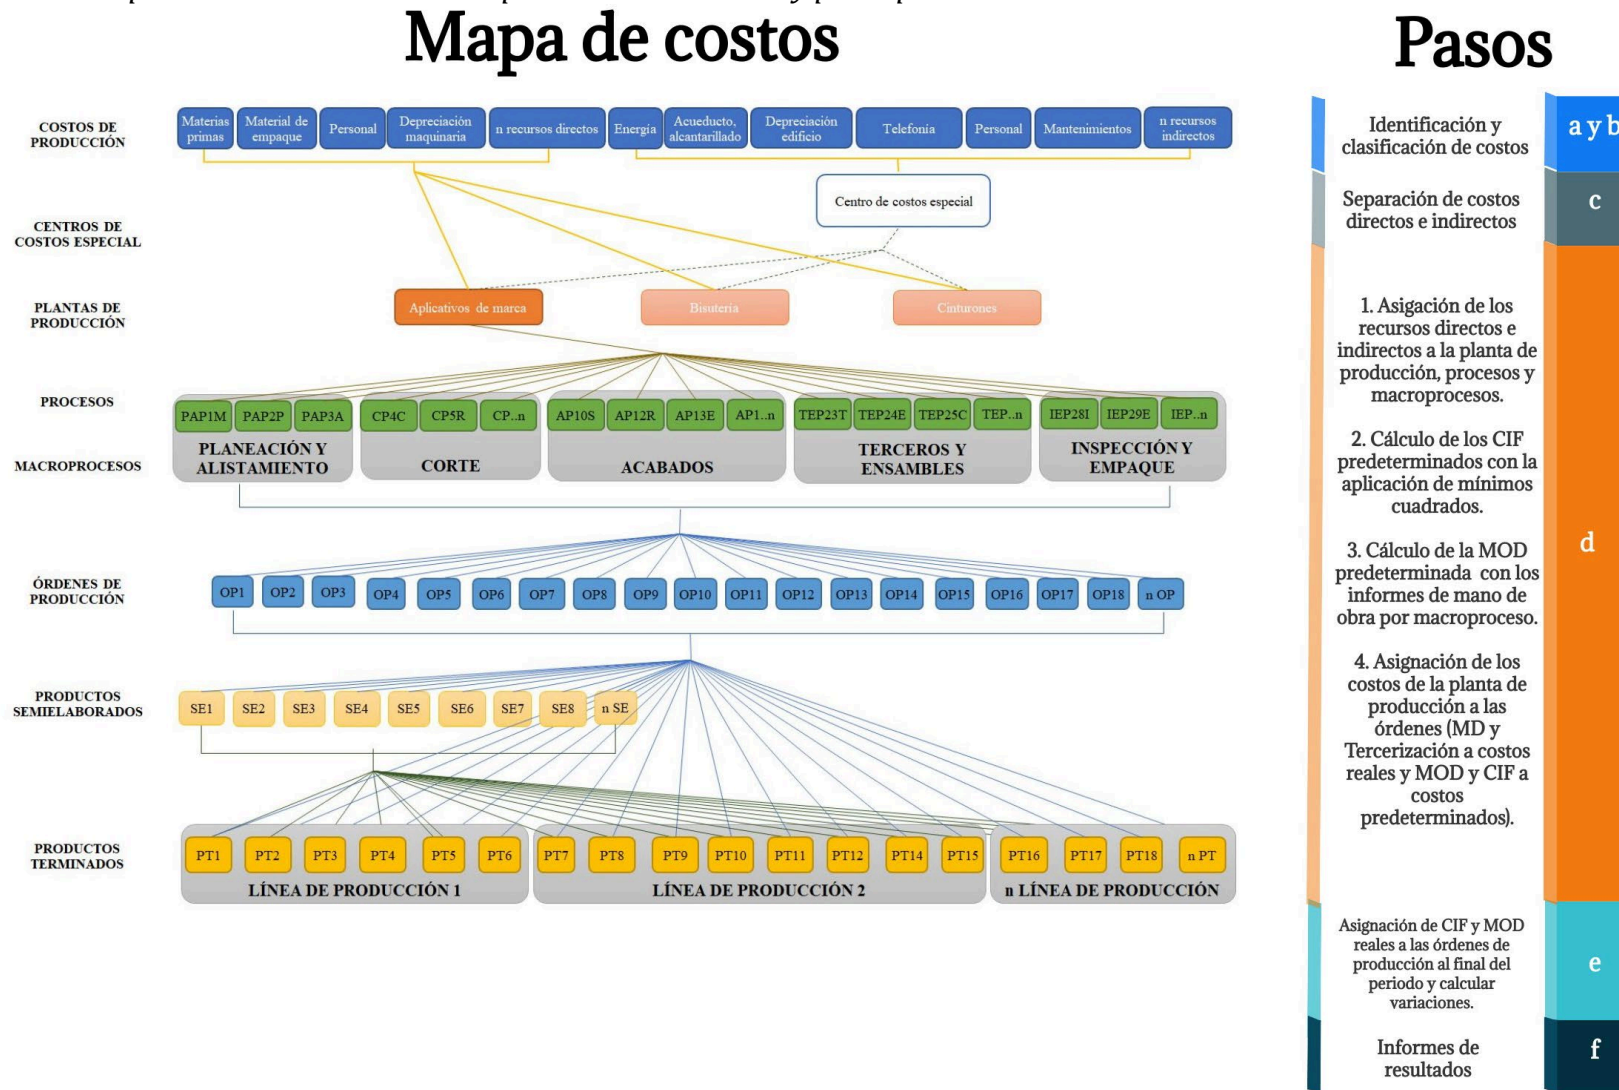 Mapa de costos
COSTOS DE
PRODUCCIÓN
Materias
primas
Material de
empaque
Personal
Depreciación
maquinaria
n recursos directos
Energía
Acueducto,
alcantarillado
Depreciación
edificio
Telefonía
Personal
Mantenimientos
n recursos
indirectos
CENTROS DE
COSTOS ESPECIAL
Centro de costos especial
PLANTAS DE
PRODUCCIÓN
Aplicativos de marca
Bisutería
Cinturones
PROCESOS
PAP1M
PAP2P
PAP3A
CP4C
CP5R
CP..n
AP10S
AP12R
AP13E
AP1..n
TEP23T
TEP24E
TEP25C
TEP..n
IEP28I
IEP29E
IEP..n
MACROPROCESOS
PLANEACIÓN Y
ALISTAMIENTO
CORTE
ACABADOS
TERCEROS Y
ENSAMBLES
INSPECCIÓN Y
EMPAQUE
ÓRDENES DE
PRODUCCIÓN
OP1
OP2
OP3
OP4
OP5
OP6
OP7
OP8
OP9
OP10
OP11
OP12
OP13
OP14
OP15
OP16
OP17
OP18
n OP
PRODUCTOS
SEMIELABORADOS
SE1
SE2
SE3
SE4
SE5
SE6
SE7
SE8
n SE
PRODUCTOS
TERMINADOS
PT1
PT2
PT3
PT4
PT5
PT6
PT7
PT8
PT9
PT10
PT11
PT12
PT14
PT15
PT16
PT17
PT18
n PT
LÍNEA DE PRODUCCIÓN 1
LÍNEA DE PRODUCCIÓN 2
n LÍNEA DE PRODUCCIÓN
Pasos
Identificación y
clasificación de costos
a y b
Separación de costos
directos e indirectos
c
1. Asigación de los
recursos directos e
indirectos a la planta de
producción, procesos y
macroprocesos.
2. Cálculo de los CIF
predeterminados con la
aplicación de mínimos
cuadrados.
3. Cálculo de la MOD
predeterminada con los
informes de mano de
obra por macroproceso.
4. Asignación de los
costos de la planta de
producción a las
órdenes (MD y
Tercerización a costos
reales y MOD y CIF a
costos
predeterminados).
d
Asignación de CIF y MOD
reales a las órdenes de
producción al final del
periodo y calcular
variaciones.
e
Informes de
resultados
f